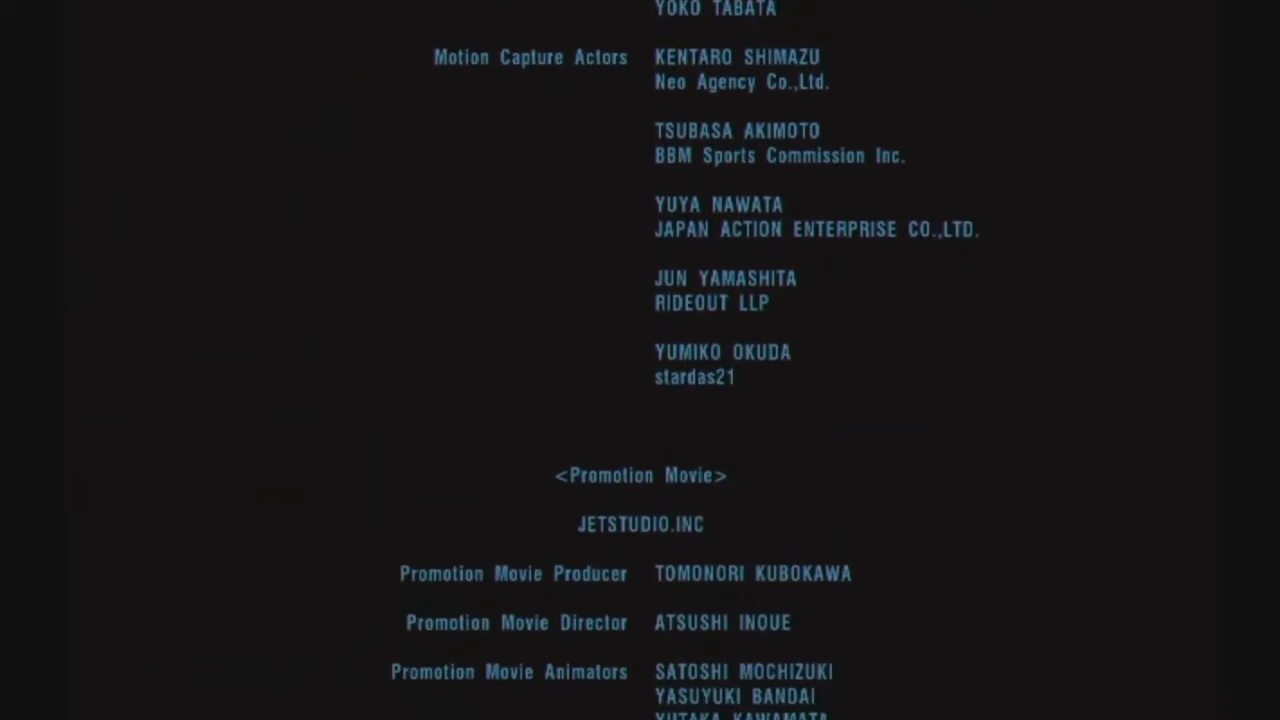 YOKO TABATA
Motion Capture Actors KENTARO SHIMAZU
Neo Agency Co.,Ltd.
TSUBASA AKIMOTO
BBM Sports Commission Inc.
YUYA NAWATA
JAPAN ACTION ENTERPRISE CO.,LTD.
JUN YAMASHITA
RIDEOUT LLP
YUMIKO OKUDA
stardas21
<Promotion Movie>
JETSTUDIO.INC
Promotion Movie Producer TOMONORI KUBOKAWA
Promotion Movie Director ATSUSHI INOUE
Promotion Movie Animators SATOSHI MOCHIZUKI
YASUYUKI BANDAI
YUTAKA KAWAMATA